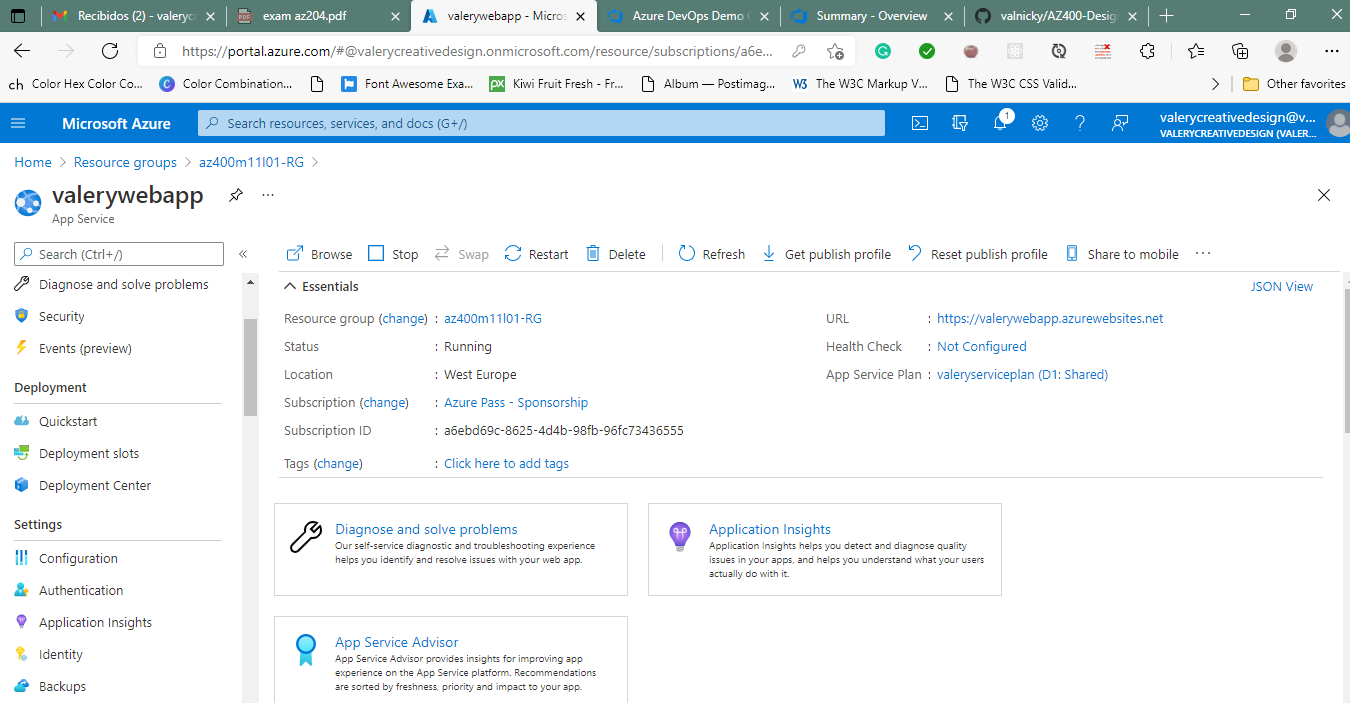 Recibidos (2) - valeryc
exam az204.pdf
valerywebapp - Micros
Azure DevOps Demo G
Summary - Overview
valnicky/AZ400-Desig
https://portal.azure.com/#@valerycreativedesign.onmicrosoft.com/resource/subscriptions/a6e...
ch Color Hex Color Co...
Color Combination...
Font Awesome Exa...
PX Kiwi Fruit Fresh - Fr...
Album — Postimag...
W3 The W3C Markup V...
The W3C CSS Valid...
Other favorites
Microsoft Azure
Search resources, services, and docs (G+/)
1
valerycreativedesign@v...
VALERYCREATIVEDESIGN (VALER...
Home > Resource groups > az400m11l01-RG >
valerywebapp
...
App Service
Search (Ctrl+/)
«
Diagnose and solve problems
Security
Events (preview)
Deployment
Quickstart
Deployment slots
Deployment Center
Settings
Configuration
Authentication
Application Insights
Identity
Backups
Browse Stop Swap Restart Delete Refresh Get publish profile Reset publish profile Share to mobile ...
Essentials
JSON View
Resource group (change) : az400m11l01-RG
Status : Running
Location : West Europe
Subscription (change) : Azure Pass - Sponsorship
Subscription ID : a6ebd69c-8625-4d4b-98fb-96fc73436555
Tags (change) : Click here to add tags
URL : https://valerywebapp.azurewebsites.net
Health Check : Not Configured
App Service Plan : valeryserviceplan (D1: Shared)
Diagnose and solve problems
Our self-service diagnostic and troubleshooting experience
helps you identify and resolve issues with your web app.
Application Insights
Application Insights helps you detect and diagnose quality
issues in your apps, and helps you understand what your users
actually do with it.
App Service Advisor
App Service Advisor provides insights for improving app
experience on the App Service platform. Recommendations
are sorted by freshness, priority and impact to your app.